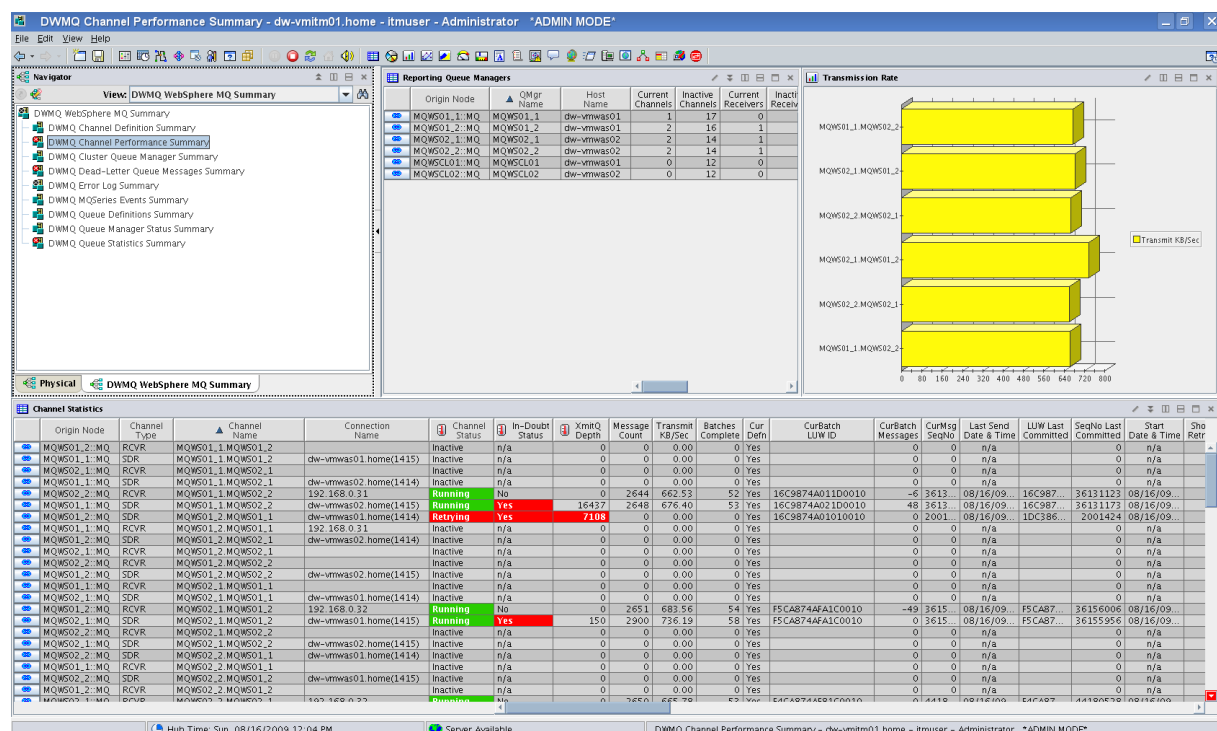 DWMQ Channel Performance Summary - dw-vmitm01.home - itmuser - Administrator *ADMIN MODE*
File Edit View Help
Navigator
View: DWMQ WebSphere MQ Summary
DWMQ WebSphere MQ Summary
DWMQ Channel Definition Summary
DWMQ Channel Performance Summary
DWMQ Cluster Queue Manager Summary
DWMQ Dead-Letter Queue Messages Summary
DWMQ Error Log Summary
DWMQ MQSeries Events Summary
DWMQ Queue Definitions Summary
DWMQ Queue Manager Status Summary
DWMQ Queue Statistics Summary
Physical DWMQ WebSphere MQ Summary
Reporting Queue Managers
Origin Node QMgr Name Host Name Current Channels Inactive Channels Current Receivers Inacti Receiv
MQWS01_1::MQ MQWS01_1 dw-vmwas01 1 17 0
MQWS01_2::MQ MQWS01_2 dw-vmwas01 2 16 1
MQWS02_1::MQ MQWS02_1 dw-vmwas02 2 14 1
MQWS02_2::MQ MQWS02_2 dw-vmwas02 2 14 1
MQWSCL01::MQ MQWSCL01 dw-vmwas01 0 12 0
MQWSCL02::MQ MQWSCL02 dw-vmwas02 0 12 0
Transmission Rate
MQWS01_1.MQWS02_2
MQWS02_1.MQWS01_2
MQWS02_2.MQWS02_1
MQWS02_1.MQWS01_2
MQWS02_2.MQWS02_1
MQWS01_1.MQWS02_2
0 80 160 240 320 400 480 560 640 720 800
Transmit KB/Sec
Channel Statistics
Origin Node Channel Type Channel Name Connection Name Channel Status In-Doubt Status XmitQ Depth Message Count Transmit KB/Sec Batches Complete Cur Defn CurBatch LUW ID CurBatch Messages CurMsg SeqNo Last Send Date & Time LUW Last Committed SeqNo Last Committed Start Date & Time Sho Retr
MQWS01_2::MQ RCVR MQWS01_1.MQWS01_2 Inactive n/a 0 0 0.00 0 Yes 0 0 n/a 0 n/a
MQWS01_1::MQ SDR MQWS01_1.MQWS01_2 dw-vmwas01.home(1415) Inactive n/a 0 0 0.00 0 Yes 0 0 n/a 0 n/a
MQWS01_1::MQ SDR MQWS01_1.MQWS02_1 dw-vmwas02.home(1414) Inactive n/a 0 0 0.00 0 Yes 0 0 n/a 0 n/a
MQWS02_2::MQ RCVR MQWS01_1.MQWS02_2 192.168.0.31 Running No 0 2644 662.53 52 Yes 16C9874A011D0010 -6 3613... 08/16/09... 16C987... 36131123 08/16/09...
MQWS01_1::MQ SDR MQWS01_1.MQWS02_2 dw-vmwas02.home(1415) Running Yes 16437 2648 676.40 53 Yes 16C9874A021D0010 48 3613... 08/16/09... 16C987... 36131173 08/16/09...
MQWS01_2::MQ SDR MQWS01_2.MQWS01_1 dw-vmwas01.home(1414) Retrying Yes 7108 0 0.00 0 Yes 16C9874A01010010 0 2001... 08/16/09... 1DC386... 2001424 08/16/09...
MQWS01_1::MQ RCVR MQWS01_2.MQWS01_1 192.168.0.31 Inactive n/a 0 0 0.00 0 Yes 0 0 n/a 0 n/a
MQWS02_1::MQ RCVR MQWS01_2.MQWS02_1 Inactive n/a 0 0 0.00 0 Yes 0 0 n/a 0 n/a
MQWS02_2::MQ RCVR MQWS01_2.MQWS02_2 Inactive n/a 0 0 0.00 0 Yes 0 0 n/a 0 n/a
MQWS01_2::MQ SDR MQWS01_2.MQWS02_2 dw-vmwas02.home(1415) Inactive n/a 0 0 0.00 0 Yes 0 0 n/a 0 n/a
MQWS01_1::MQ RCVR MQWS02_1.MQWS01_1 Inactive n/a 0 0 0.00 0 Yes 0 0 n/a 0 n/a
MQWS02_1::MQ SDR MQWS02_1.MQWS01_1 dw-vmwas01.home(1414) Inactive n/a 0 0 0.00 0 Yes 0 0 n/a 0 n/a
MQWS01_2::MQ RCVR MQWS02_1.MQWS01_2 192.168.0.32 Running No 0 2651 683.56 54 Yes F5CA874AFA1C0010 -49 3615... 08/16/09... F5CA87... 36156006 08/16/09...
MQWS02_1::MQ SDR MQWS02_1.MQWS01_2 dw-vmwas01.home(1415) Running Yes 150 2900 736.19 58 Yes F5CA874AFA1C0010 0 3615... 08/16/09... F5CA87... 36155956 08/16/09...
MQWS02_2::MQ RCVR MQWS02_1.MQWS02_2 Inactive n/a 0 0 0.00 0 Yes 0 0 n/a 0 n/a
MQWS02_1::MQ SDR MQWS02_1.MQWS02_2 dw-vmwas02.home(1415) Inactive n/a 0 0 0.00 0 Yes 0 0 n/a 0 n/a
MQWS02_2::MQ SDR MQWS02_2.MQWS01_1 dw-vmwas01.home(1414) Inactive n/a 0 0 0.00 0 Yes 0 0 n/a 0 n/a
MQWS01_1::MQ RCVR MQWS02_2.MQWS01_1 Inactive n/a 0 0 0.00 0 Yes 0 0 n/a 0 n/a
MQWS02_2::MQ SDR MQWS02_2.MQWS01_2 dw-vmwas01.home(1415) Inactive n/a 0 0 0.00 0 Yes 0 0 n/a 0 n/a
MQWS01_2::MQ RCVR MQWS02_2.MQWS01_2 Inactive n/a 0 0 0.00 0 Yes 0 0 n/a 0 n/a
MQWS02_1::MQ RCVR MQWS02_2.MQWS02_1 192.168.0.32 Running No 0 2650 665.78 53 Yes
Hub Time: Sun, 08/16/2009 12:04 PM Server Available DWMQ Channel Performance Summary - dw-vmitm01.home - itmuser - Administrator *ADMIN MODE*